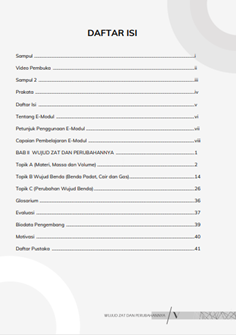 DAFTAR ISI
Sampul ..... i
Video Pembuka ..... ii
Sampul 2 ..... iii
Prakata ..... iv
Daftar Isi ..... v
Tentang E-Modul ..... vi
Petunjuk Penggunaan E-Modul ..... vii
Capaian Pembelajaran E-Modul ..... viii
BAB II WUJUD ZAT DAN PERUBAHANNYA ..... 1
Topik A (Materi, Massa dan Volume) ..... 2
Topik B Wujud Benda (Benda Padat, Cair dan Gas) ..... 14
Topik C (Perubahan Wujud Benda) ..... 26
Glosarium ..... 36
Evaluasi ..... 37
Biodata Pengembang ..... 39
Motivasi ..... 40
Daftar Pustaka ..... 41
WUJUD ZAT DAN PERUBAHANNYA V